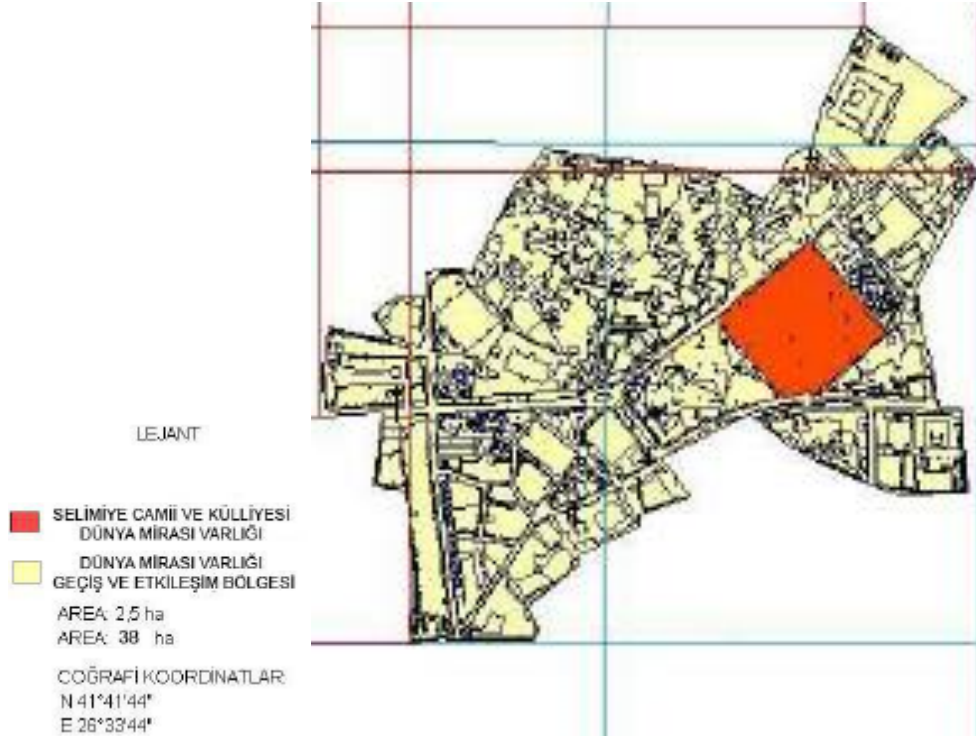 LEJANT
SELİMİYE CAMİİ VE KÜLLİYESİ
DÜNYA MİRASI VARLIĞI
DÜNYA MİRASI VARLIĞI
GEÇİŞ VE ETKİLEŞİM BÖLGESİ
AREA: 2,5 ha
AREA: 38 ha
COĞRAFİ KOORDİNATLAR
N 41°41'44"
E 26°33'44"